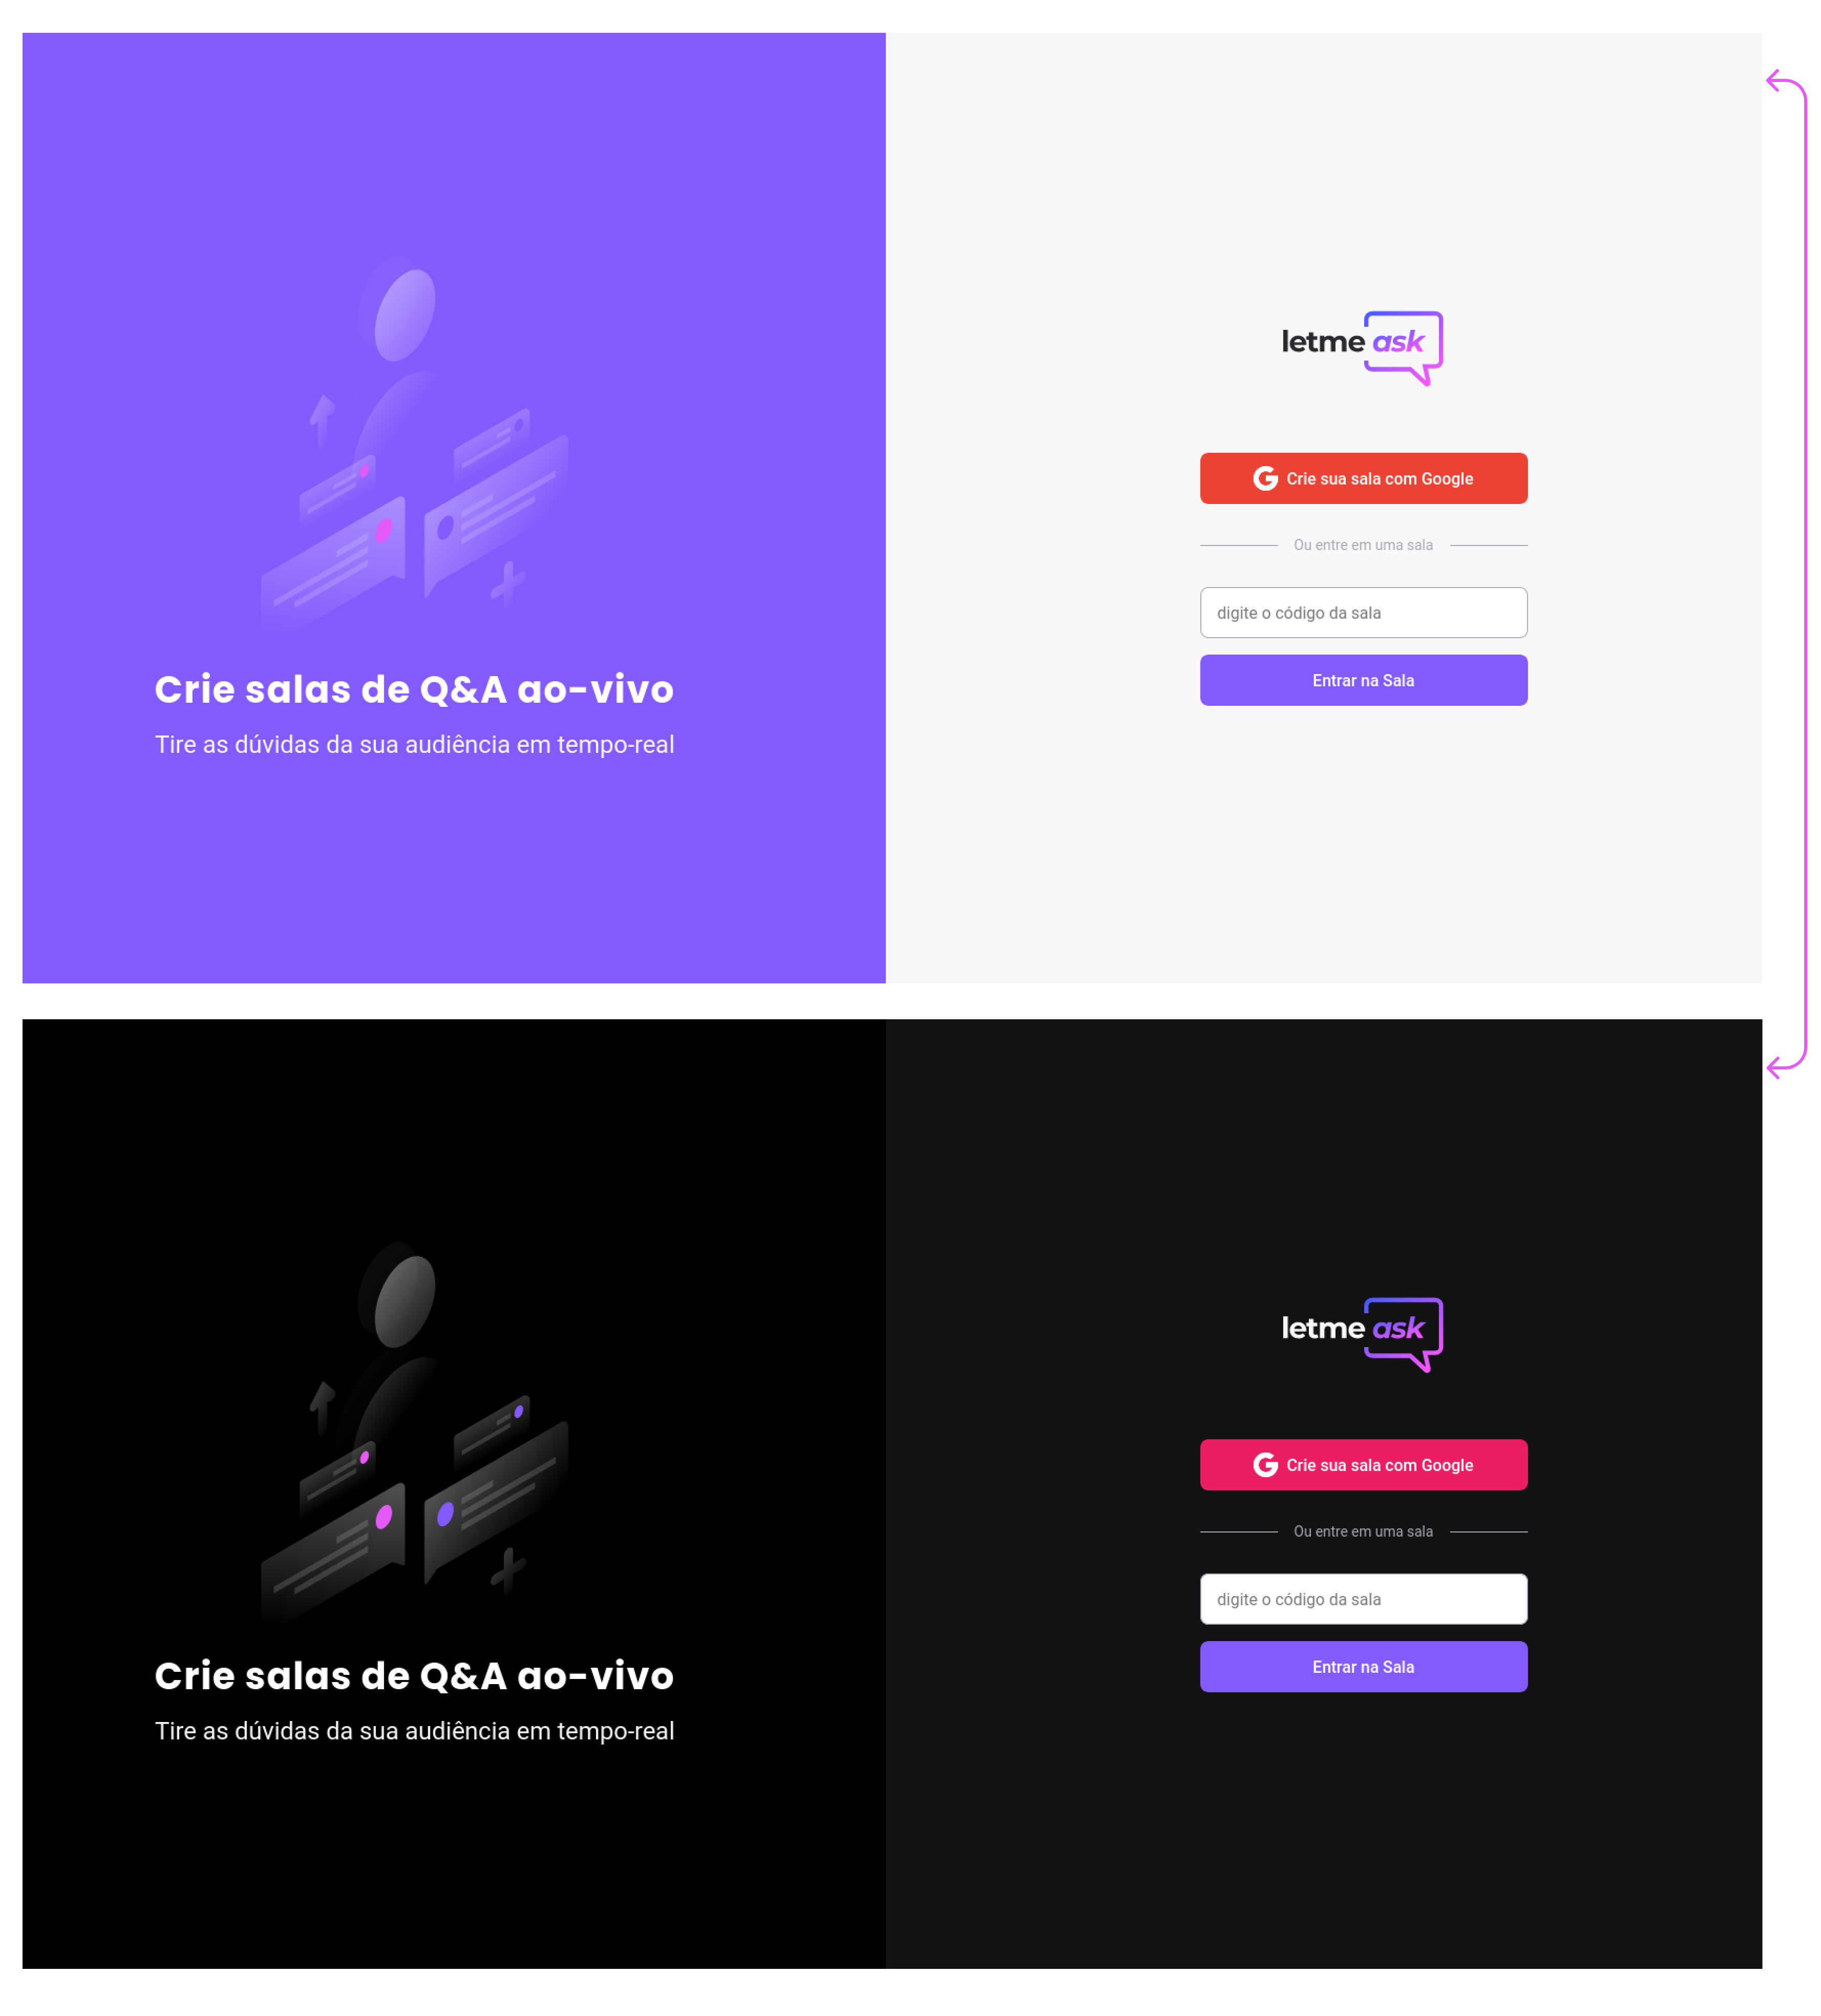 Crie salas de Q&A ao-vivo
Tire as dúvidas da sua audiência em tempo-real
letme ask
Crie sua sala com Google
Ou entre em uma sala
digite o código da sala
Entrar na Sala
Crie salas de Q&A ao-vivo
Tire as dúvidas da sua audiência em tempo-real
letme ask
Crie sua sala com Google
Ou entre em uma sala
digite o código da sala
Entrar na Sala